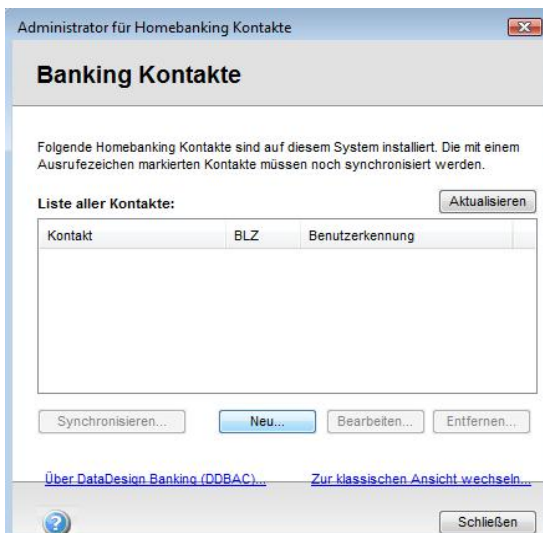 Administrator für Homebanking Kontakte
Banking Kontakte
Folgende Homebanking Kontakte sind auf diesem System installiert. Die mit einem
Ausrufezeichen markierten Kontakte müssen noch synchronisiert werden.
Liste aller Kontakte:
Aktualisieren
Kontakt BLZ Benutzerkennung
Synchronisieren... Neu... Bearbeiten... Entfernen...
Über DataDesign Banking (DDBAC)... Zur klassischen Ansicht wechseln...
Schließen